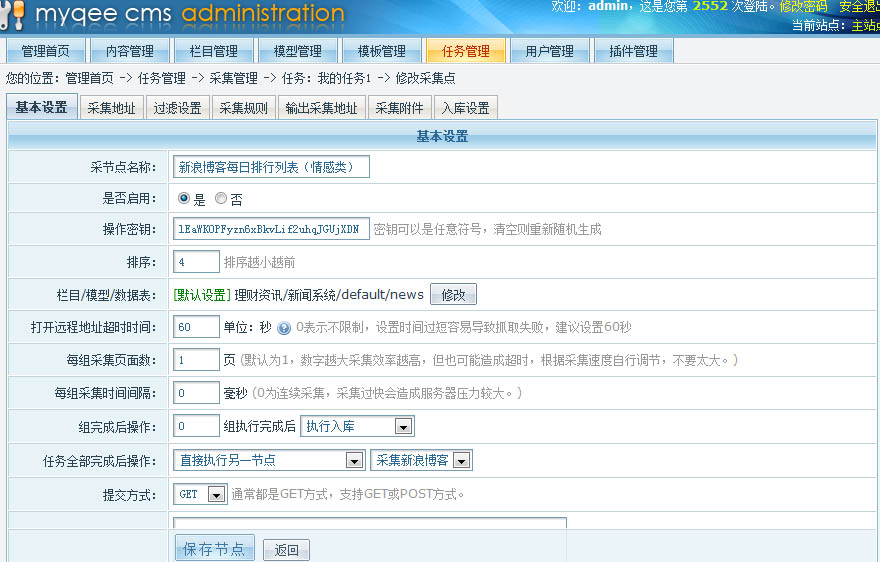 myqee cms administration
欢迎: admin, 这是您第 2552 次登陆。修改密码 安全退出
当前站点: 主站点
管理首页 内容管理 栏目管理 模型管理 模板管理 任务管理 用户管理 插件管理
您的位置: 管理首页 -> 任务管理 -> 采集管理 -> 任务: 我的任务1 -> 修改采集点
基本设置 采集地址 过滤设置 采集规则 输出采集地址 采集附件 入库设置
基本设置
采节点名称: 新浪博客每日排行列表（情感类）
是否启用: 是 否
操作密钥: lEaWKOPFyzn6xBkvLif2uhqJGUjXDN 密钥可以是任意符号，清空则重新随机生成
排序: 4 排序越小越前
栏目/模型/数据表: [默认设置] 理财资讯/新闻系统/default/news 修改
打开远程地址超时时间: 60 单位: 秒 0表示不限制，设置时间过短容易导致抓取失败，建议设置60秒
每组采集页面数: 1 页 (默认为1，数字越大采集效率越高，但也可能造成超时，根据采集速度自行调节，不要太大。)
每组采集时间间隔: 0 毫秒 (0为连续采集，采集过快会造成服务器压力较大。)
组完成后操作: 0 组执行完成后 执行入库
任务全部完成后操作: 直接执行另一节点 采集新浪博客
提交方式: GET 通常都是GET方式，支持GET或POST方式。
保存节点 返回